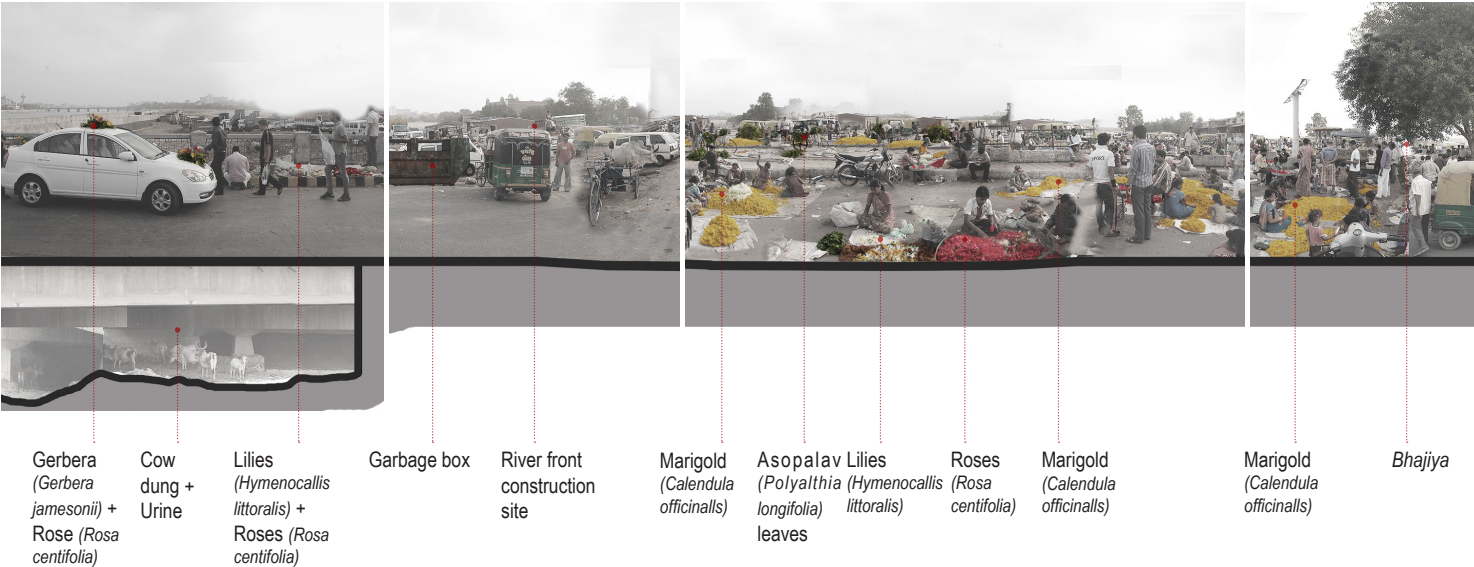 Gerbera
(Gerbera
jamesonii) +
Rose (Rosa
centifolia)
Cow
dung +
Urine
Lilies
(Hymenocallis
littoralis) +
Roses (Rosa
centifolia)
Garbage box
River front
construction
site
Marigold
(Calendula
officinalls)
Asopalav
(Polyalthia
longifolia)
leaves
Lilies
(Hymenocallis
littoralis)
Roses
(Rosa
centifolia)
Marigold
(Calendula
officinalls)
Marigold
(Calendula
officinalls)
Bhajiya